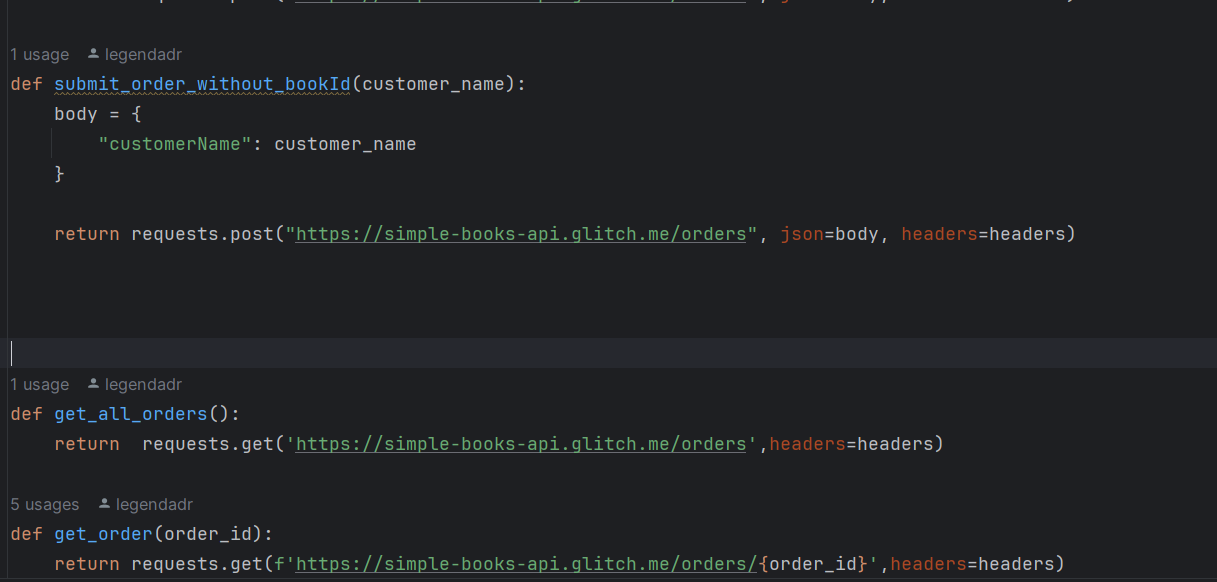 1 usage legendadr
def submit_order_without_bookId(customer_name):
    body = {
        "customerName": customer_name
    }
    return requests.post("https://simple-books-api.glitch.me/orders", json=body, headers=headers)
1 usage legendadr
def get_all_orders():
    return  requests.get('https://simple-books-api.glitch.me/orders',headers=headers)
5 usages legendadr
def get_order(order_id):
    return requests.get(f'https://simple-books-api.glitch.me/orders/{order_id}',headers=headers)